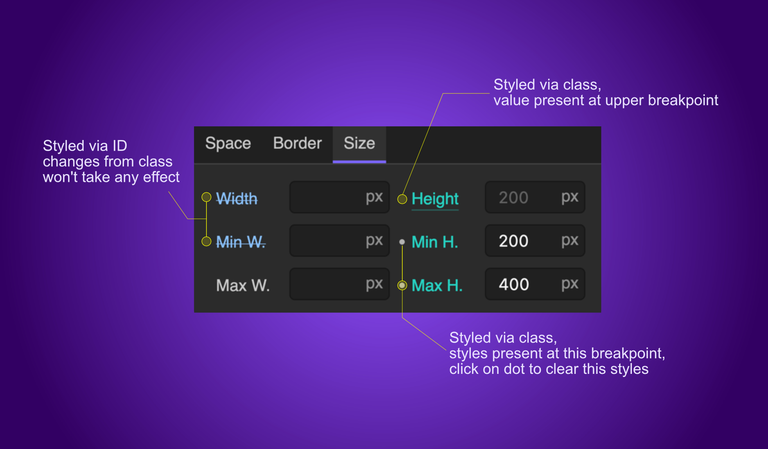 Styled via class,
value present at upper breakpoint
Styled via ID
changes from class
won't take any effect
Space Border Size
Width px Height 200 px
Min W. px Min H. 200 px
Max W. px Max H. 400 px
Styled via class,
styles present at this breakpoint,
click on dot to clear this styles